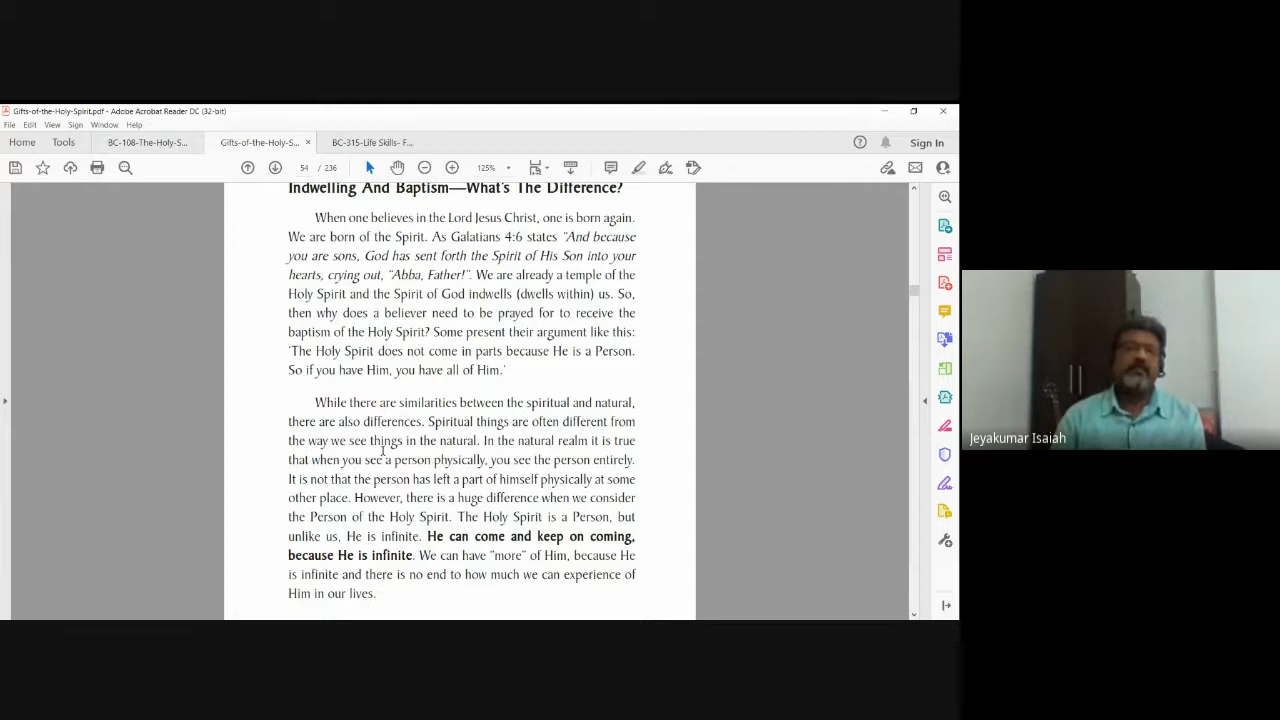 Gifts-of-the-Holy-Spirit.pdf - Adobe Acrobat Reader DC (32-bit)
File Edit View Sign Window Help
Home Tools BC-108-The-Holy-S... Gifts-of-the-Holy-S... × BC-315-Life Skills- F... Sign In
54 / 236 125%
Indwelling And Baptism—What's The Difference?
When one believes in the Lord Jesus Christ, one is born again.
We are born of the Spirit. As Galatians 4:6 states “And because
you are sons, God has sent forth the Spirit of His Son into your
hearts, crying out, “Abba, Father!”. We are already a temple of the
Holy Spirit and the Spirit of God indwells (dwells within) us. So,
then why does a believer need to be prayed for to receive the
baptism of the Holy Spirit? Some present their argument like this:
‘The Holy Spirit does not come in parts because He is a Person.
So if you have Him, you have all of Him.’
While there are similarities between the spiritual and natural,
there are also differences. Spiritual things are often different from
the way we see things in the natural. In the natural realm it is true
that when you see a person physically, you see the person entirely.
It is not that the person has left a part of himself physically at some
other place. However, there is a huge difference when we consider
the Person of the Holy Spirit. The Holy Spirit is a Person, but
unlike us, He is infinite. He can come and keep on coming,
because He is infinite. We can have “more” of Him, because He
is infinite and there is no end to how much we can experience of
Him in our lives.
Jeyakumar Isaiah